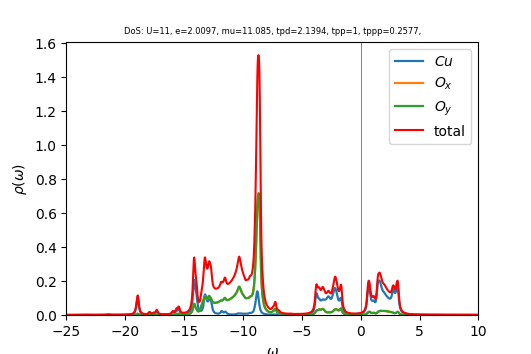 DoS: U=11, e=2.0097, mu=11.085, tpd=2.1394, tpp=1, tppp=0.2577,
1.6
1.4
1.2
1.0
0.8
0.6
0.4
0.2
0.0
ρ(ω)
Cu
O_x
O_y
total
−25 −20 −15 −10 −5 0 5 10
ω